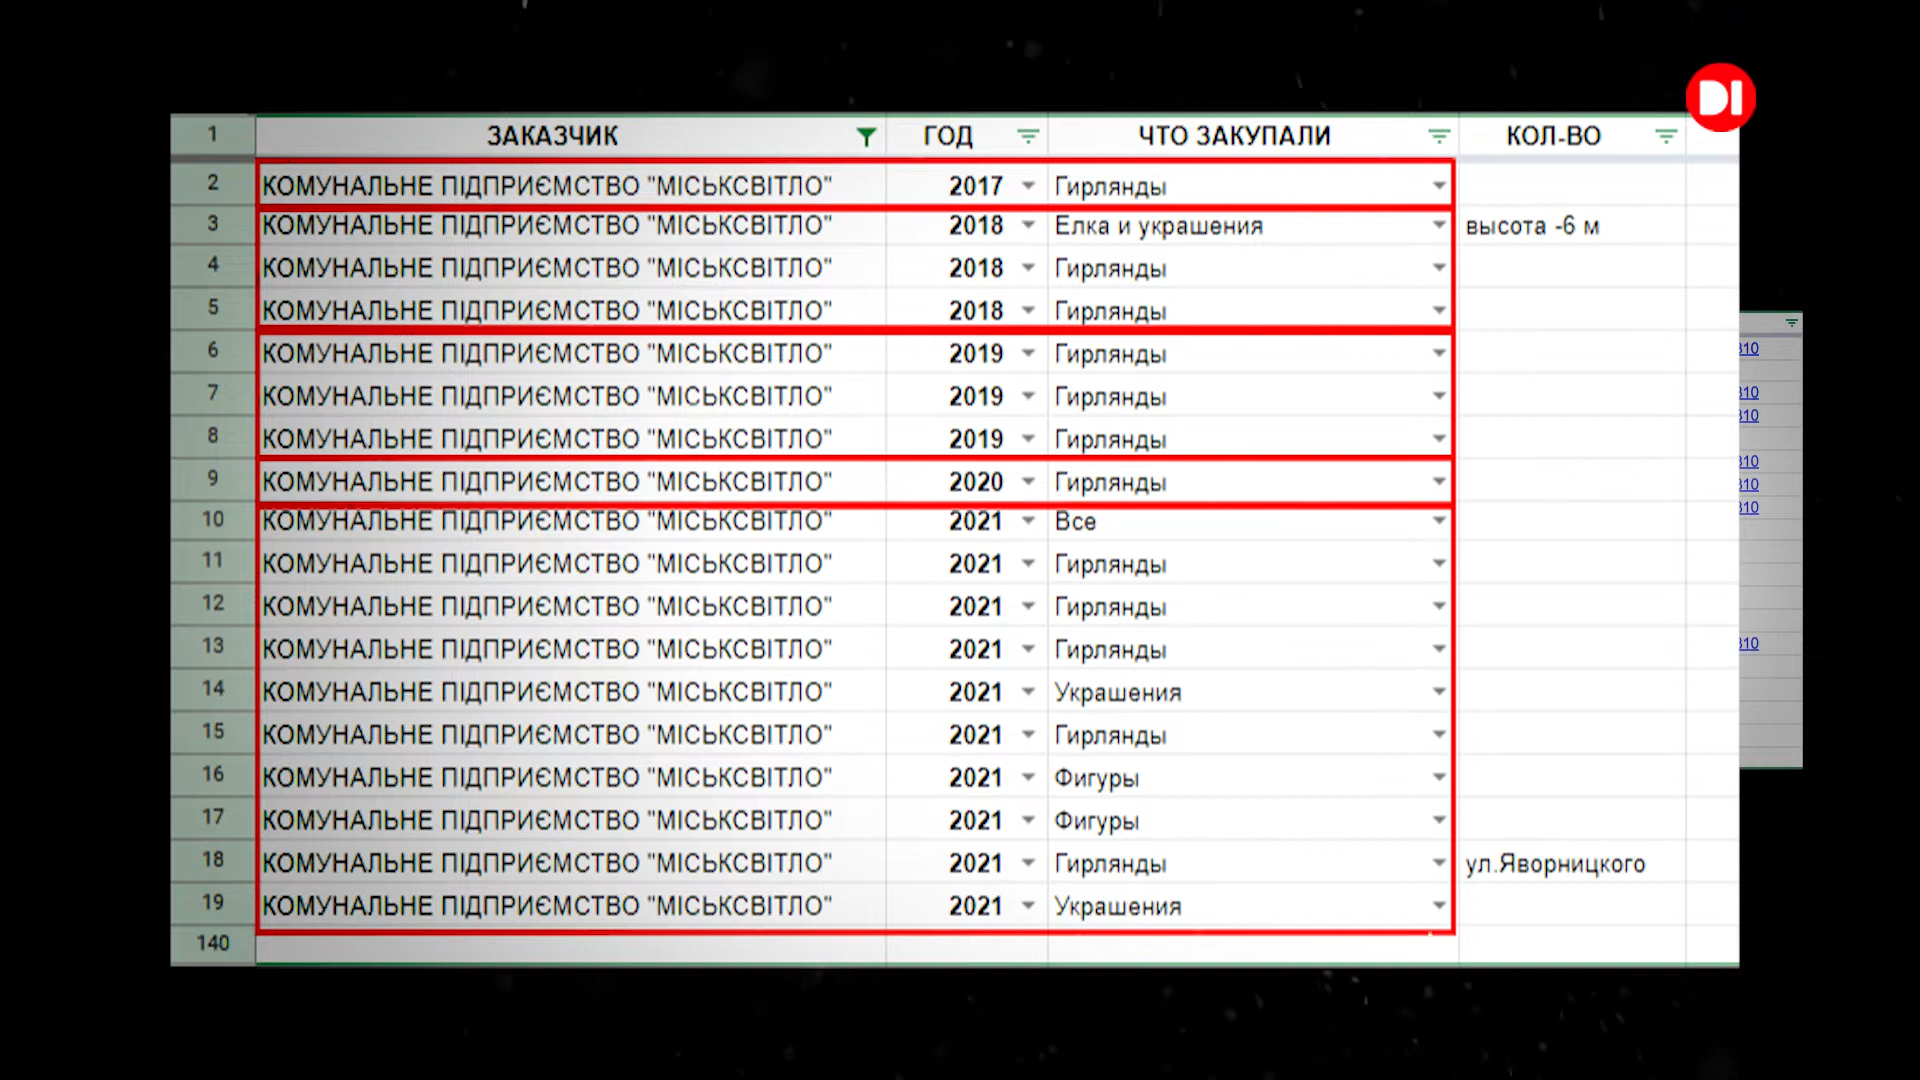 DI
1 ЗАКАЗЧИК ГОД ЧТО ЗАКУПАЛИ КОЛ-ВО
2 КОМУНАЛЬНЕ ПІДПРИЄМСТВО "МІСЬКСВІТЛО" 2017 Гирлянды
3 КОМУНАЛЬНЕ ПІДПРИЄМСТВО "МІСЬКСВІТЛО" 2018 Елка и украшения высота -6 м
4 КОМУНАЛЬНЕ ПІДПРИЄМСТВО "МІСЬКСВІТЛО" 2018 Гирлянды
5 КОМУНАЛЬНЕ ПІДПРИЄМСТВО "МІСЬКСВІТЛО" 2018 Гирлянды
6 КОМУНАЛЬНЕ ПІДПРИЄМСТВО "МІСЬКСВІТЛО" 2019 Гирлянды
7 КОМУНАЛЬНЕ ПІДПРИЄМСТВО "МІСЬКСВІТЛО" 2019 Гирлянды
8 КОМУНАЛЬНЕ ПІДПРИЄМСТВО "МІСЬКСВІТЛО" 2019 Гирлянды
9 КОМУНАЛЬНЕ ПІДПРИЄМСТВО "МІСЬКСВІТЛО" 2020 Гирлянды
10 КОМУНАЛЬНЕ ПІДПРИЄМСТВО "МІСЬКСВІТЛО" 2021 Все
11 КОМУНАЛЬНЕ ПІДПРИЄМСТВО "МІСЬКСВІТЛО" 2021 Гирлянды
12 КОМУНАЛЬНЕ ПІДПРИЄМСТВО "МІСЬКСВІТЛО" 2021 Гирлянды
13 КОМУНАЛЬНЕ ПІДПРИЄМСТВО "МІСЬКСВІТЛО" 2021 Гирлянды
14 КОМУНАЛЬНЕ ПІДПРИЄМСТВО "МІСЬКСВІТЛО" 2021 Украшения
15 КОМУНАЛЬНЕ ПІДПРИЄМСТВО "МІСЬКСВІТЛО" 2021 Гирлянды
16 КОМУНАЛЬНЕ ПІДПРИЄМСТВО "МІСЬКСВІТЛО" 2021 Фигуры
17 КОМУНАЛЬНЕ ПІДПРИЄМСТВО "МІСЬКСВІТЛО" 2021 Фигуры
18 КОМУНАЛЬНЕ ПІДПРИЄМСТВО "МІСЬКСВІТЛО" 2021 Гирлянды ул.Яворницкого
19 КОМУНАЛЬНЕ ПІДПРИЄМСТВО "МІСЬКСВІТЛО" 2021 Украшения
140